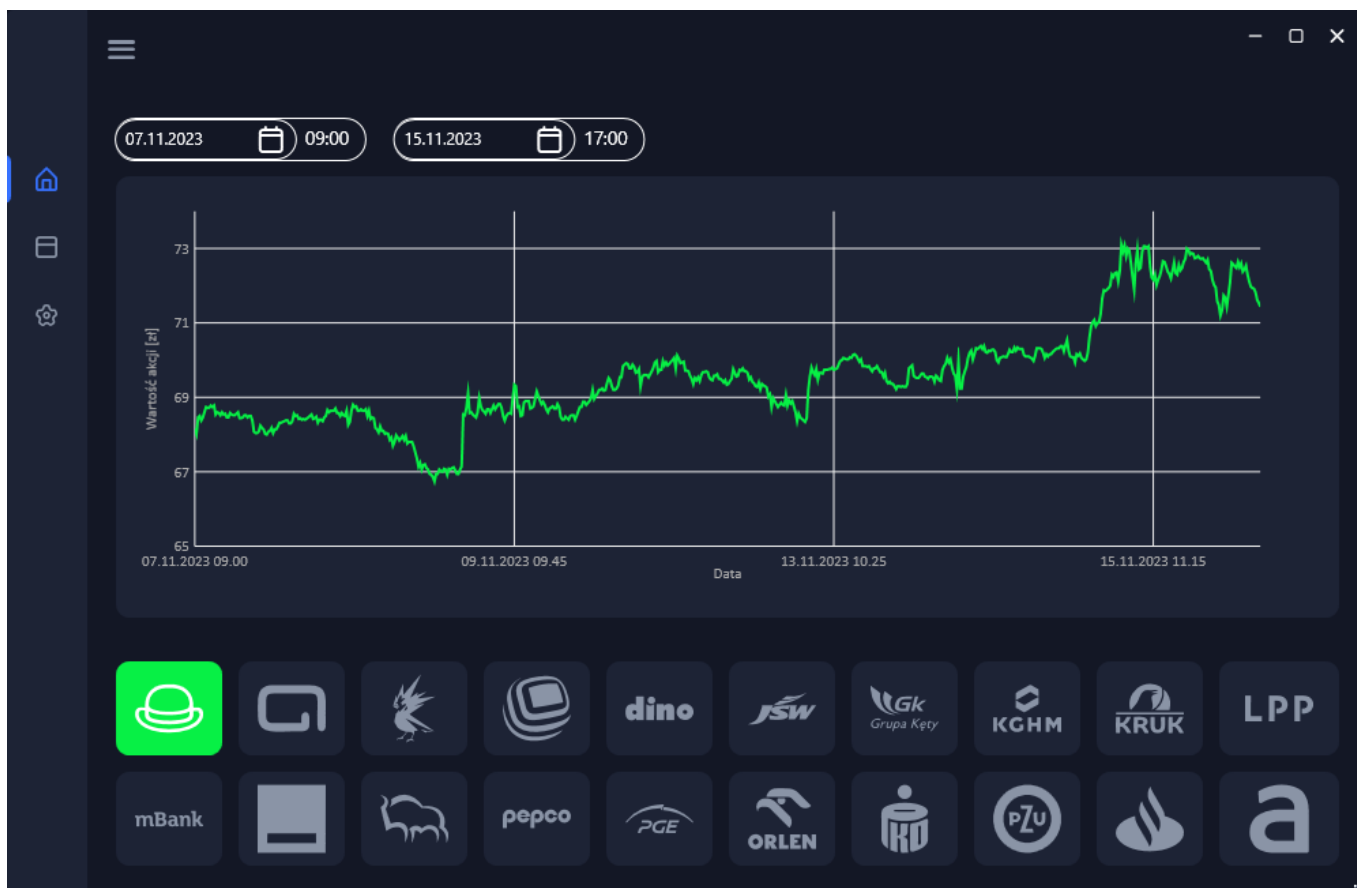 07.11.2023 09:00 15.11.2023 17:00
73
71
69
67
65
Wartość akcji [zł]
07.11.2023 09.00 09.11.2023 09.45 13.11.2023 10.25 15.11.2023 11.15
Data
dino JSW Gk Grupa Kęty KGHM KRUK LPP
mBank pepco PGE ORLEN PKO PZU a